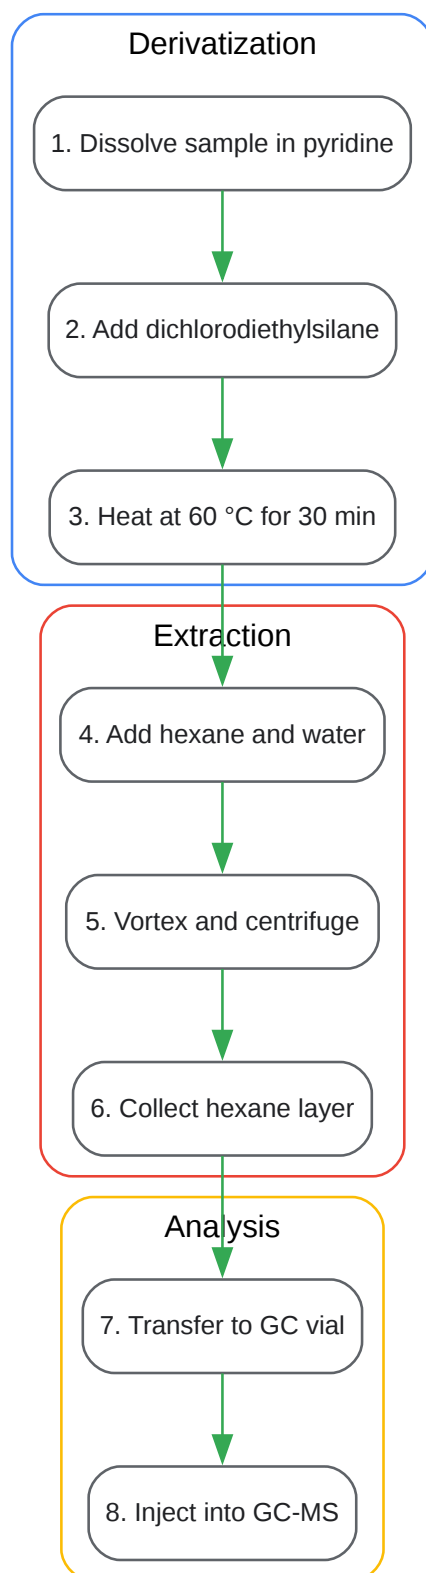 Derivatization
1. Dissolve sample in pyridine
2. Add dichlorodiethylsilane
3. Heat at 60 °C for 30 min
Extraction
4. Add hexane and water
5. Vortex and centrifuge
6. Collect hexane layer
Analysis
7. Transfer to GC vial
8. Inject into GC-MS